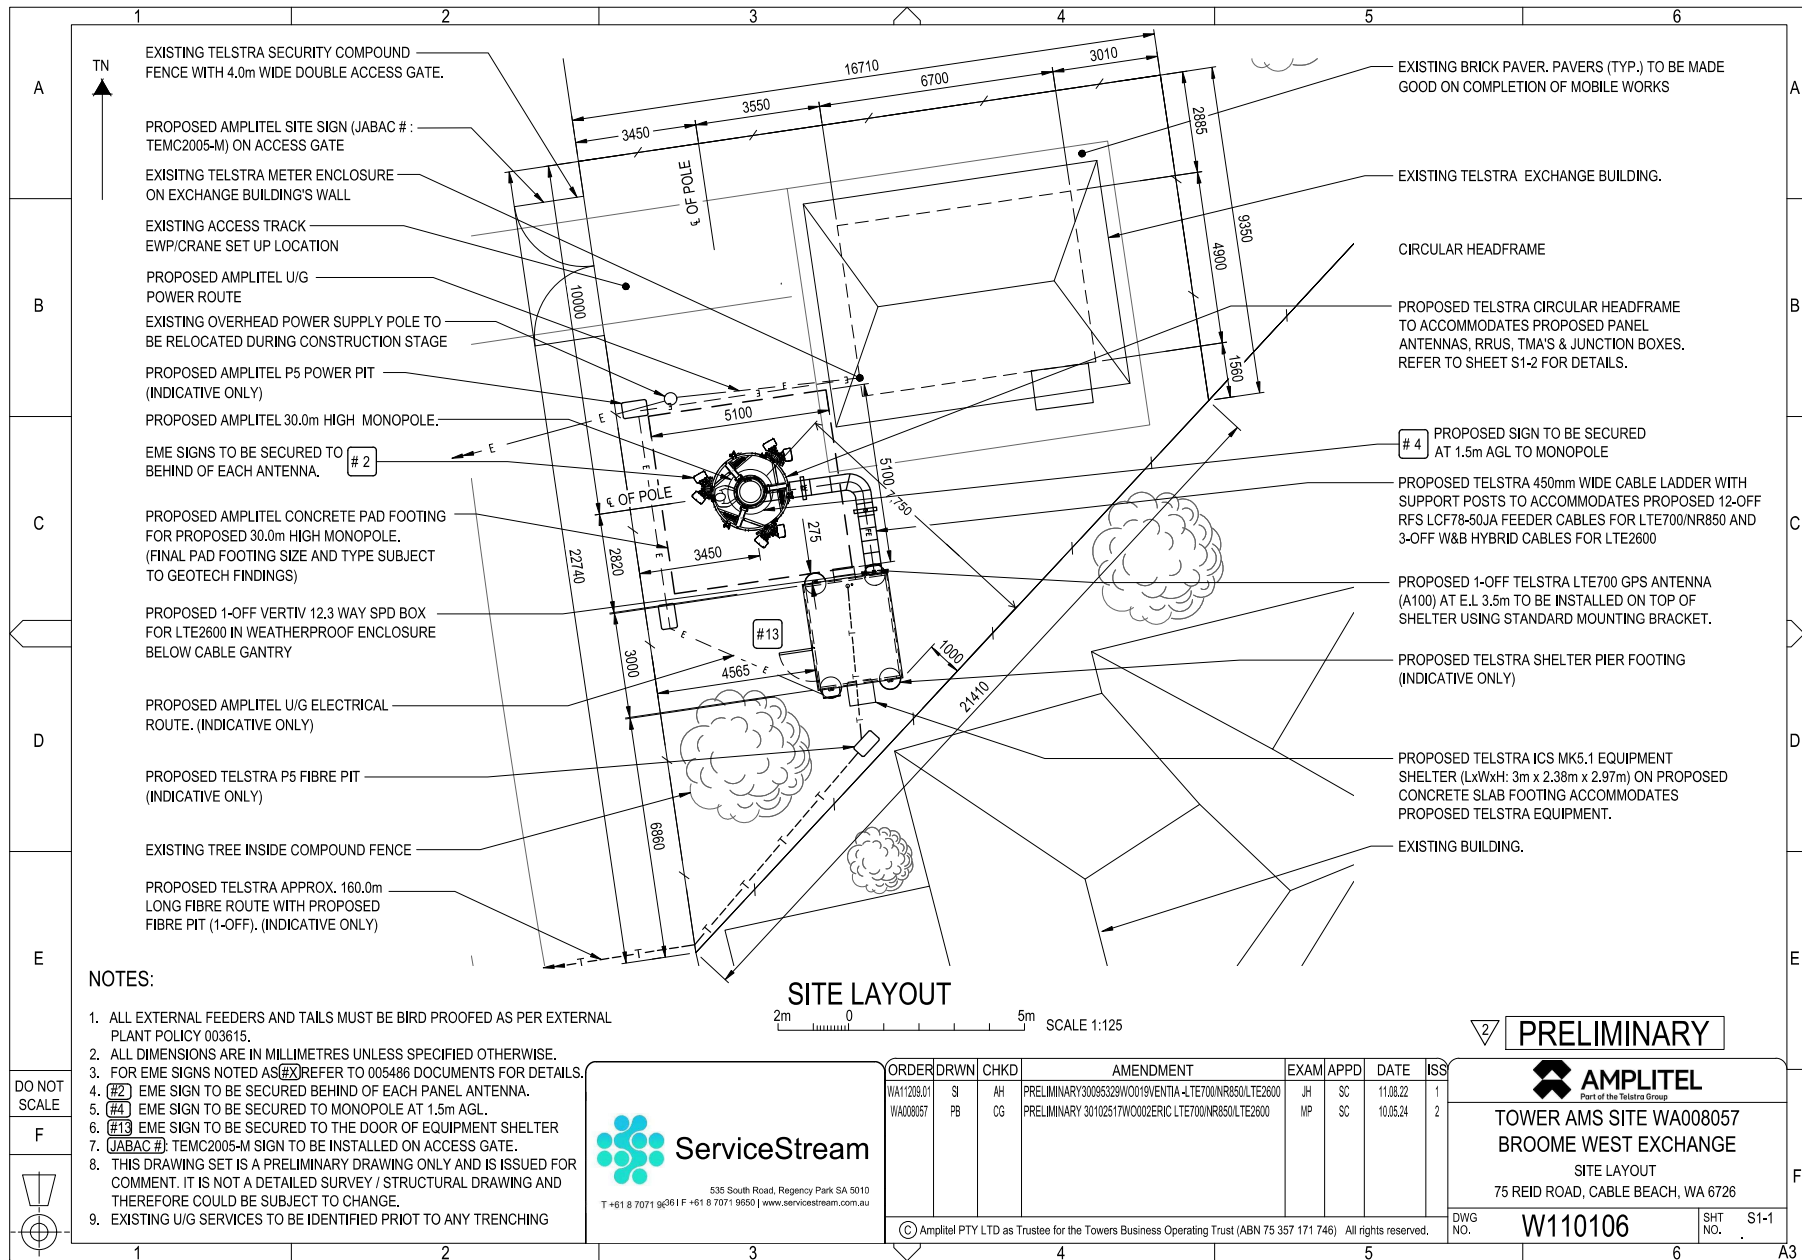 1 2 3 4 5 6
A
B
C
D
E
F
TN
EXISTING TELSTRA SECURITY COMPOUND
FENCE WITH 4.0m WIDE DOUBLE ACCESS GATE.
PROPOSED AMPLITEL SITE SIGN (JABAC # :
TEMC2005-M) ON ACCESS GATE
EXISITNG TELSTRA METER ENCLOSURE
ON EXCHANGE BUILDING'S WALL
EXISTING ACCESS TRACK
EWP/CRANE SET UP LOCATION
PROPOSED AMPLITEL U/G
POWER ROUTE
EXISTING OVERHEAD POWER SUPPLY POLE TO
BE RELOCATED DURING CONSTRUCTION STAGE
PROPOSED AMPLITEL P5 POWER PIT
(INDICATIVE ONLY)
PROPOSED AMPLITEL 30.0m HIGH MONOPOLE.
EME SIGNS TO BE SECURED TO
BEHIND OF EACH ANTENNA.
# 2
PROPOSED AMPLITEL CONCRETE PAD FOOTING
FOR PROPOSED 30.0m HIGH MONOPOLE.
(FINAL PAD FOOTING SIZE AND TYPE SUBJECT
TO GEOTECH FINDINGS)
PROPOSED 1-OFF VERTIV 12.3 WAY SPD BOX
FOR LTE2600 IN WEATHERPROOF ENCLOSURE
BELOW CABLE GANTRY
PROPOSED AMPLITEL U/G ELECTRICAL
ROUTE. (INDICATIVE ONLY)
PROPOSED TELSTRA P5 FIBRE PIT
(INDICATIVE ONLY)
EXISTING TREE INSIDE COMPOUND FENCE
PROPOSED TELSTRA APPROX. 160.0m
LONG FIBRE ROUTE WITH PROPOSED
FIBRE PIT (1-OFF). (INDICATIVE ONLY)
16710
3450
3550
6700
3010
2885
4900
9350
1560
℄ OF POLE
10000
5100
5100
7,750
℄ OF POLE
275
3450
22740
2820
3000
4565
#13
1000
21410
6860
EXISTING BRICK PAVER. PAVERS (TYP.) TO BE MADE
GOOD ON COMPLETION OF MOBILE WORKS
EXISTING TELSTRA EXCHANGE BUILDING.
CIRCULAR HEADFRAME
PROPOSED TELSTRA CIRCULAR HEADFRAME
TO ACCOMMODATES PROPOSED PANEL
ANTENNAS, RRUS, TMA'S & JUNCTION BOXES.
REFER TO SHEET S1-2 FOR DETAILS.
# 4
PROPOSED SIGN TO BE SECURED
AT 1.5m AGL TO MONOPOLE
PROPOSED TELSTRA 450mm WIDE CABLE LADDER WITH
SUPPORT POSTS TO ACCOMMODATES PROPOSED 12-OFF
RFS LCF78-50JA FEEDER CABLES FOR LTE700/NR850 AND
3-OFF W&B HYBRID CABLES FOR LTE2600
PROPOSED 1-OFF TELSTRA LTE700 GPS ANTENNA
(A100) AT E.L 3.5m TO BE INSTALLED ON TOP OF
SHELTER USING STANDARD MOUNTING BRACKET.
PROPOSED TELSTRA SHELTER PIER FOOTING
(INDICATIVE ONLY)
PROPOSED TELSTRA ICS MK5.1 EQUIPMENT
SHELTER (LxWxH: 3m x 2.38m x 2.97m) ON PROPOSED
CONCRETE SLAB FOOTING ACCOMMODATES
PROPOSED TELSTRA EQUIPMENT.
EXISTING BUILDING.
NOTES:
1. ALL EXTERNAL FEEDERS AND TAILS MUST BE BIRD PROOFED AS PER EXTERNAL
PLANT POLICY 003615.
2. ALL DIMENSIONS ARE IN MILLIMETRES UNLESS SPECIFIED OTHERWISE.
3. FOR EME SIGNS NOTED AS #X REFER TO 005486 DOCUMENTS FOR DETAILS.
4. #2 EME SIGN TO BE SECURED BEHIND OF EACH PANEL ANTENNA.
5. #4 EME SIGN TO BE SECURED TO MONOPOLE AT 1.5m AGL.
6. #13 EME SIGN TO BE SECURED TO THE DOOR OF EQUIPMENT SHELTER
7. JABAC #: TEMC2005-M SIGN TO BE INSTALLED ON ACCESS GATE.
8. THIS DRAWING SET IS A PRELIMINARY DRAWING ONLY AND IS ISSUED FOR
COMMENT. IT IS NOT A DETAILED SURVEY / STRUCTURAL DRAWING AND
THEREFORE COULD BE SUBJECT TO CHANGE.
9. EXISTING U/G SERVICES TO BE IDENTIFIED PRIOT TO ANY TRENCHING
DO NOT
SCALE
SITE LAYOUT
2m 0 5m SCALE 1:125
2 PRELIMINARY
ServiceStream
535 South Road, Regency Park SA 5010
T +61 8 7071 9 36 I F +61 8 7071 9650 | www.servicestream.com.au
ORDER DRWN CHKD AMENDMENT EXAM APPD DATE ISS
WA11209.01 SI AH PRELIMINARY30095329WO019VENTIA -LTE700/NR850/LTE2600 JH SC 11.08.22 1
WA008057 PB CG PRELIMINARY 30102517WO002ERIC LTE700/NR850/LTE2600 MP SC 10.05.24 2
© Amplitel PTY LTD as Trustee for the Towers Business Operating Trust (ABN 75 357 171 746) All rights reserved.
AMPLITEL
Part of the Telstra Group
TOWER AMS SITE WA008057
BROOME WEST EXCHANGE
SITE LAYOUT
75 REID ROAD, CABLE BEACH, WA 6726
DWG
NO.
W110106
SHT
NO.
S1-1
1 2 3 4 5 6
A3